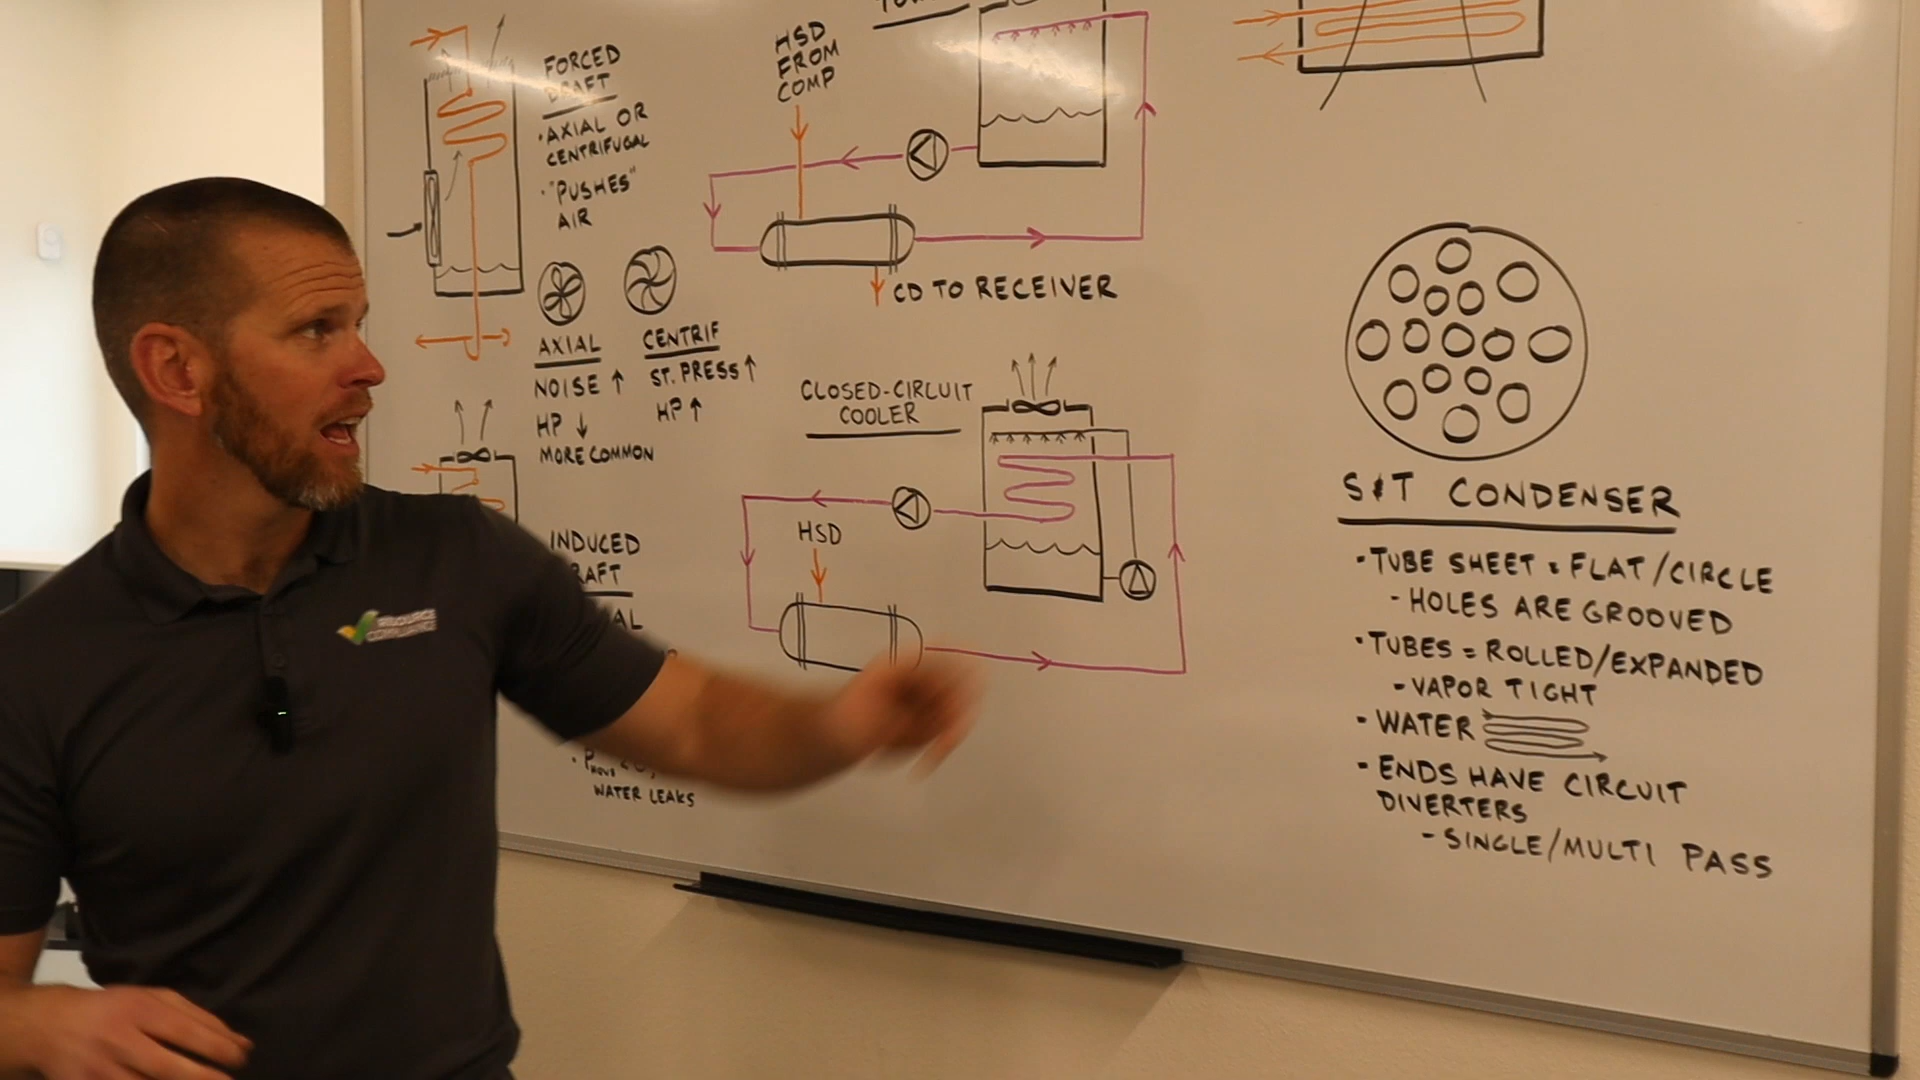 FORCED
DRAFT
• AXIAL OR
CENTRIFUGAL
• "PUSHES"
AIR
AXIAL
NOISE ↑
HP ↓
MORE COMMON
CENTRIF
ST. PRESS ↑
HP ↑
INDUCED
WATER LEAKS
HSD
FROM
COMP
CD TO RECEIVER
CLOSED-CIRCUIT
COOLER
HSD
S&T CONDENSER
• TUBE SHEET = FLAT/CIRCLE
- HOLES ARE GROOVED
• TUBES = ROLLED/EXPANDED
- VAPOR TIGHT
• WATER
• ENDS HAVE CIRCUIT
DIVERTERS
- SINGLE/MULTI PASS
RESOURCE
COMPLIANCE